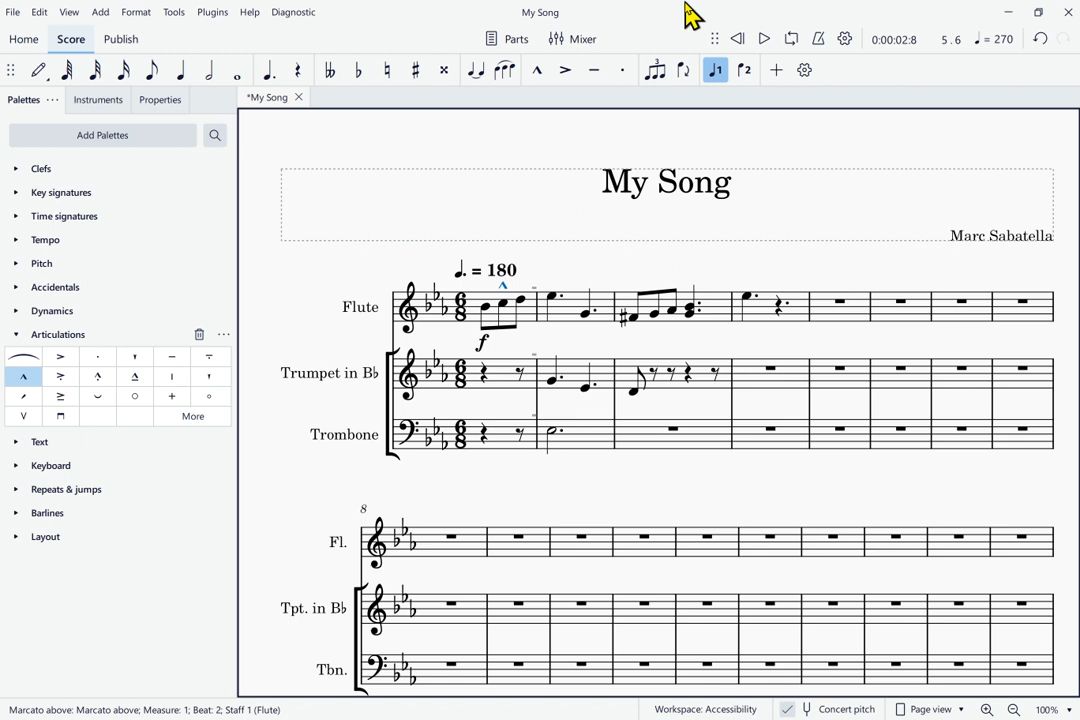 File Edit View Add Format Tools Plugins Help Diagnostic My Song
Home Score Publish Parts Mixer 0:00:02:8 5 . 6 ♩ = 270
Palettes ··· Instruments Properties *My Song
Add Palettes
Clefs
Key signatures
Time signatures
Tempo
Pitch
Accidentals
Dynamics
Articulations
More
Text
Keyboard
Repeats & jumps
Barlines
Layout
My Song
Marc Sabatella
♩. = 180
Flute
Trumpet in B♭
Trombone
8
Fl.
Tpt. in B♭
Tbn.
Marcato above: Marcato above; Measure: 1; Beat: 2; Staff 1 (Flute) Workspace: Accessibility Concert pitch Page view 100%